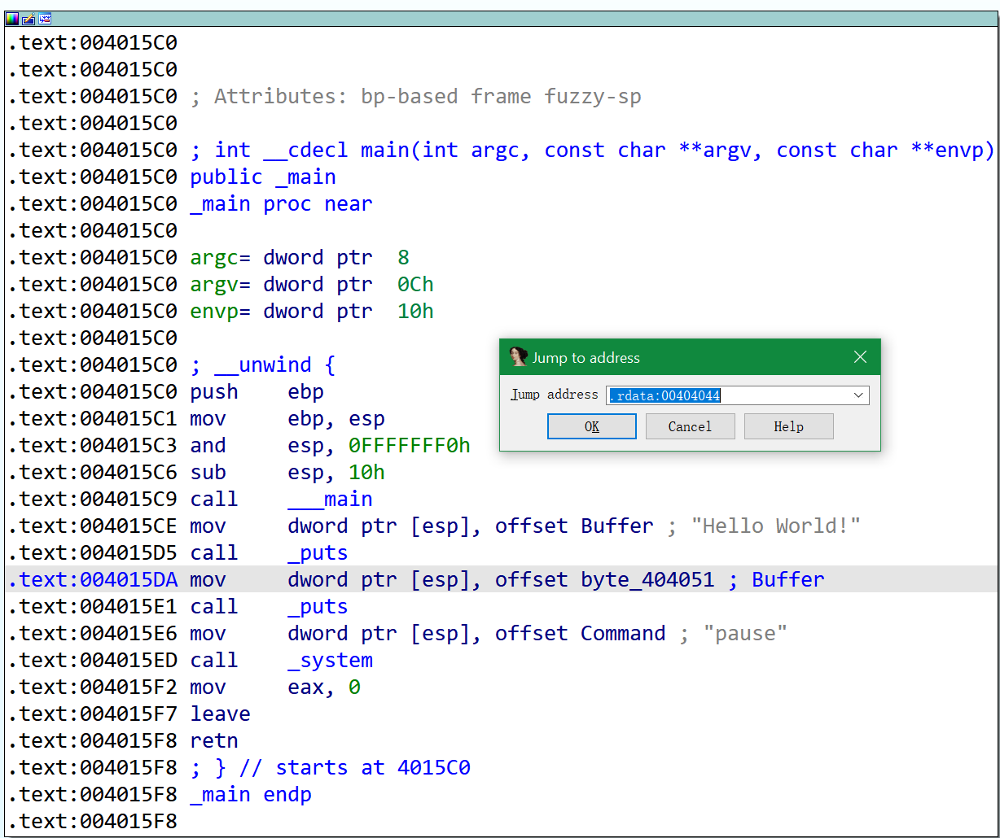 .text:004015C0
.text:004015C0
.text:004015C0 ; Attributes: bp-based frame fuzzy-sp
.text:004015C0
.text:004015C0 ; int __cdecl main(int argc, const char **argv, const char **envp)
.text:004015C0 public _main
.text:004015C0 _main proc near
.text:004015C0
.text:004015C0 argc= dword ptr  8
.text:004015C0 argv= dword ptr  0Ch
.text:004015C0 envp= dword ptr  10h
.text:004015C0
.text:004015C0 ; __unwind {
.text:004015C0 push    ebp
.text:004015C1 mov     ebp, esp
.text:004015C3 and     esp, 0FFFFFFF0h
.text:004015C6 sub     esp, 10h
.text:004015C9 call    ___main
.text:004015CE mov     dword ptr [esp], offset Buffer ; "Hello World!"
.text:004015D5 call    _puts
.text:004015DA mov     dword ptr [esp], offset byte_404051 ; Buffer
.text:004015E1 call    _puts
.text:004015E6 mov     dword ptr [esp], offset Command ; "pause"
.text:004015ED call    _system
.text:004015F2 mov     eax, 0
.text:004015F7 leave
.text:004015F8 retn
.text:004015F8 ; } // starts at 4015C0
.text:004015F8 _main endp
.text:004015F8
Jump to address
Jump address .rdata:00404044
OK Cancel Help